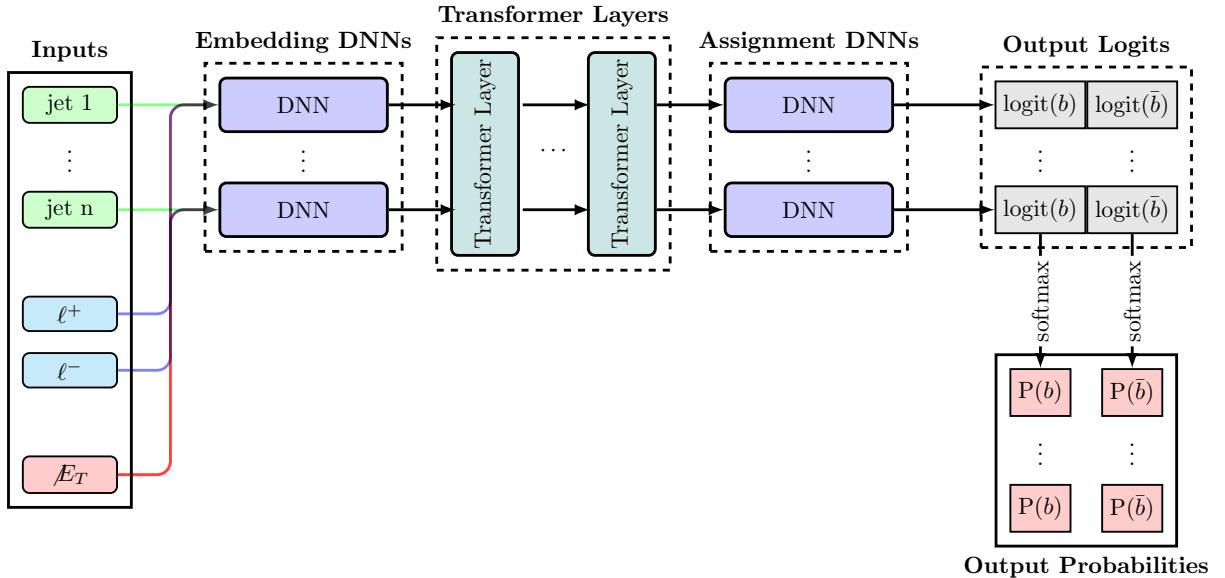 Inputs
jet 1
⋮
jet n
ℓ⁺
ℓ⁻
E̸_T
Embedding DNNs
DNN
⋮
DNN
Transformer Layers
Transformer Layer
...
Transformer Layer
Assignment DNNs
DNN
⋮
DNN
Output Logits
logit(b) logit(b̄)
⋮ ⋮
logit(b) logit(b̄)
softmax softmax
P(b) P(b̄)
⋮ ⋮
P(b) P(b̄)
Output Probabilities